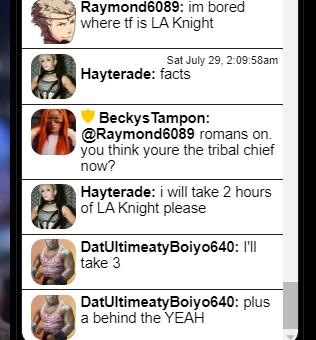 Raymond6089: im bored
where tf is LA Knight
Sat July 29, 2:09:58am
Hayterade: facts
BeckysTampon:
@Raymond6089 romans on.
you think youre the tribal chief
now?
Hayterade: i will take 2 hours
of LA Knight please
DatUltimeatyBoiyo640: I'll
take 3
DatUltimeatyBoiyo640: plus
a behind the YEAH